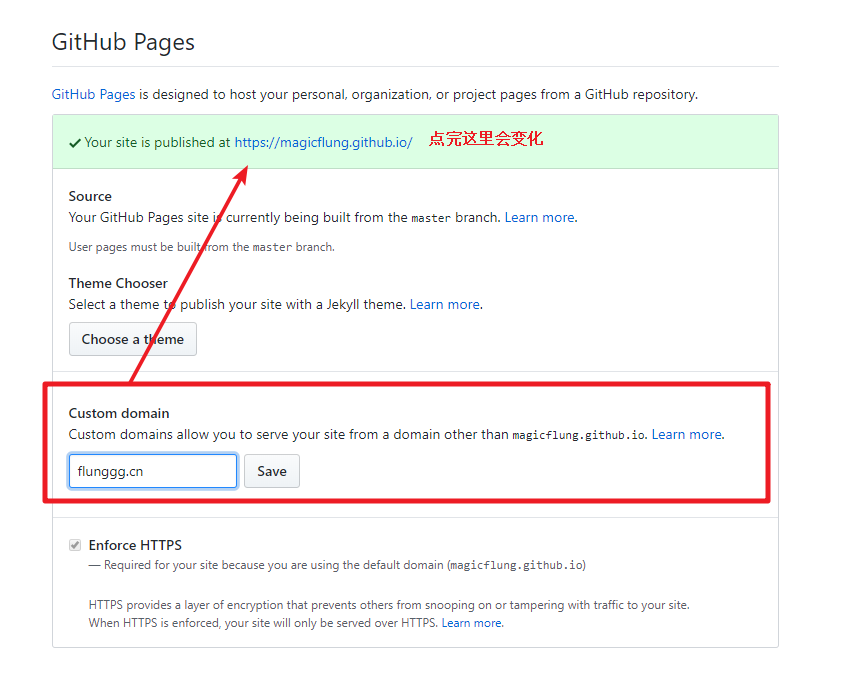 GitHub Pages
GitHub Pages is designed to host your personal, organization, or project pages from a GitHub repository.
Your site is published at https://magicflung.github.io/ 点完这里会变化
Source
Your GitHub Pages site is currently being built from the master branch. Learn more.
User pages must be built from the master branch.
Theme Chooser
Select a theme to publish your site with a Jekyll theme. Learn more.
Choose a theme
Custom domain
Custom domains allow you to serve your site from a domain other than magicflung.github.io. Learn more.
flunggg.cn Save
Enforce HTTPS
— Required for your site because you are using the default domain (magicflung.github.io)
HTTPS provides a layer of encryption that prevents others from snooping on or tampering with traffic to your site.
When HTTPS is enforced, your site will only be served over HTTPS. Learn more.